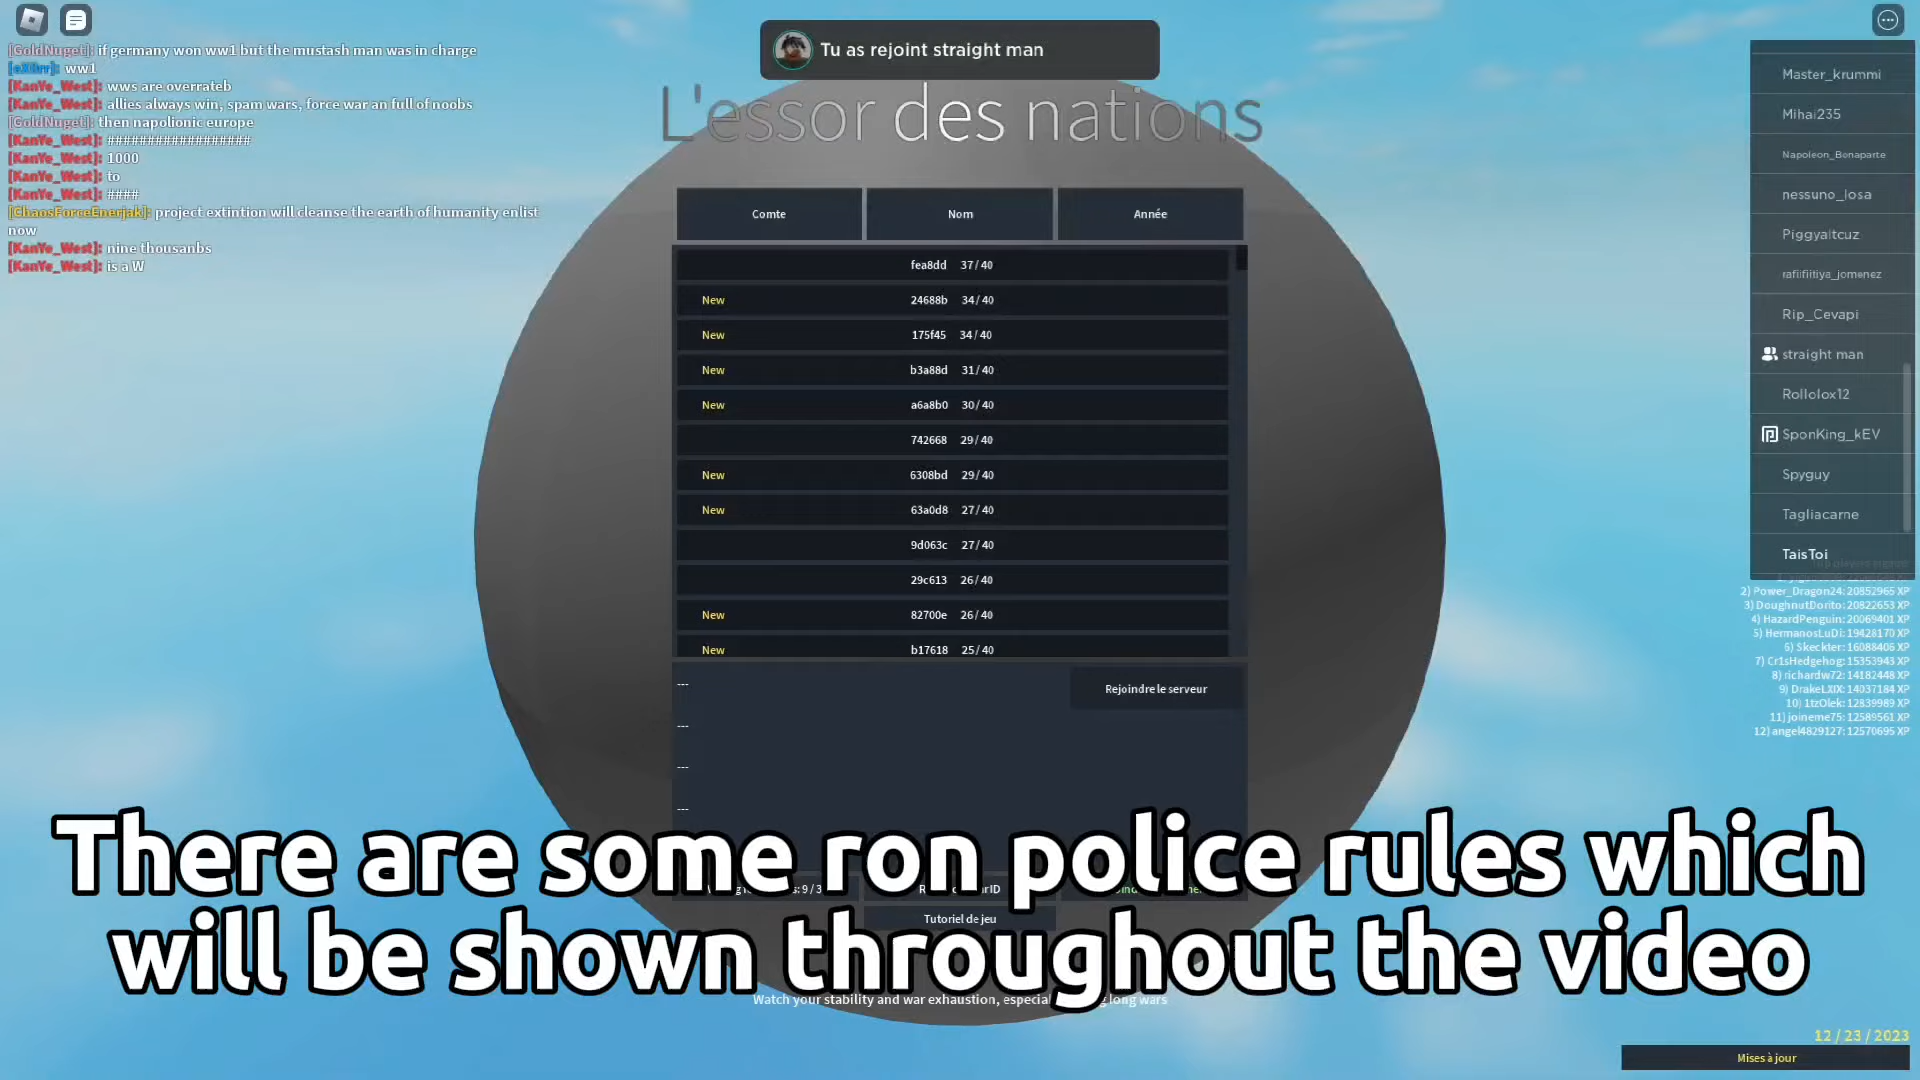 [GoldNuget]: if germany won ww1 but the mustash man was in charge
ww1
[KanYe_West]: wws are overrateb
[KanYe_West]: allies always win, spam wars, force war an full of noobs
[GoldNuget]: then napolionic europe
[KanYe_West]: ##################
[KanYe_West]: 1000
[KanYe_West]: to
[KanYe_West]: ####
[ChaosForceEnerjak]: project extintion will cleanse the earth of humanity enlist
now
[KanYe_West]: nine thousanbs
[KanYe_West]: is a W
Tu as rejoint straight man
L'essor des nations
Comte Nom Année
fea8dd 37/40
New 24688b 34/40
New 175f45 34/40
New b3a88d 31/40
New a6a8b0 30/40
742668 29/40
New 6308bd 29/40
New 63a0d8 27/40
9d063c 27/40
29c613 26/40
New 82700e 26/40
New b17618 25/40
---
Rejoindre le serveur
---
---
---
Tutoriel de jeu
Watch your stability and war exhaustion, long wars
Master_krummi
Mihai235
Napoleon_Bonaparte
nessuno_losa
Piggyaitcuz
rafiifiitiya_jomenez
Rip_Cevapi
straight man
Rollolox12
SponKing_kEV
Spyguy
Tagliacarne
TaisToi
2) Power_Dragon24: 20852965 XP
3) DoughnutDorito: 20822653 XP
4) HazardPenguin: 20069401 XP
5) HermanosLuDi: 19428170 XP
6) Skeckter: 16088406 XP
7) Cr1sHedgehog: 15353943 XP
8) richardw72: 14182448 XP
9) DrakeLXIX: 14037184 XP
10) 1tzOlek: 12839989 XP
11) joineme75: 12589561 XP
12) angel4829127: 12570695 XP
There are some ron police rules which
will be shown throughout the video
12 / 23 / 2023
Mises à jour